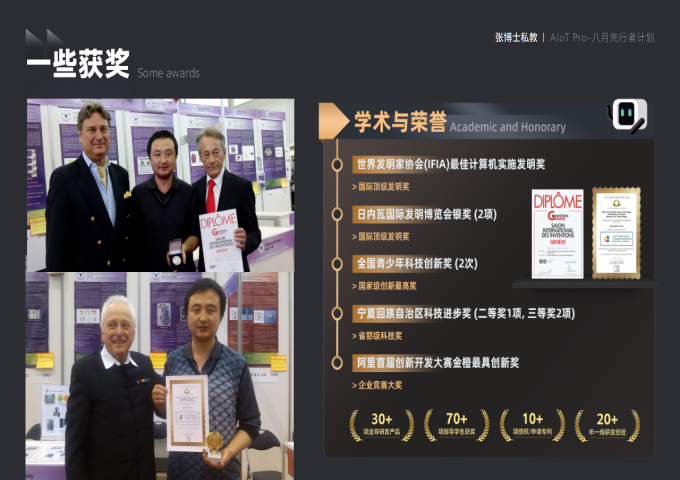 张博士私教 | AIoT Pro-八月先行者计划
一些获奖 Some awards
DIPLÔME
SALON
INTERNATIONAL
DES INVENTIONS
GENÈVE
学术与荣誉 Academic and Honorary
世界发明家协会(IFIA)最佳计算机实施发明奖
> 国际顶级发明奖
日内瓦国际发明博览会银奖 (2项)
> 国际顶级发明奖
全国青少年科技创新奖 (2次)
> 国家级创新最高奖
宁夏回族自治区科技进步奖 (二等奖1项, 三等奖2项)
> 省部级科技奖
阿里首届创新开发大赛金橙最具创新奖
> 企业竞赛大奖
DIPLÔME
SALON
INTERNATIONAL
DES INVENTIONS
GENÈVE
30+
项主导研发产品
70+
项指导学生获奖
10+
项授权/申请专利
20+
年一线研发经验